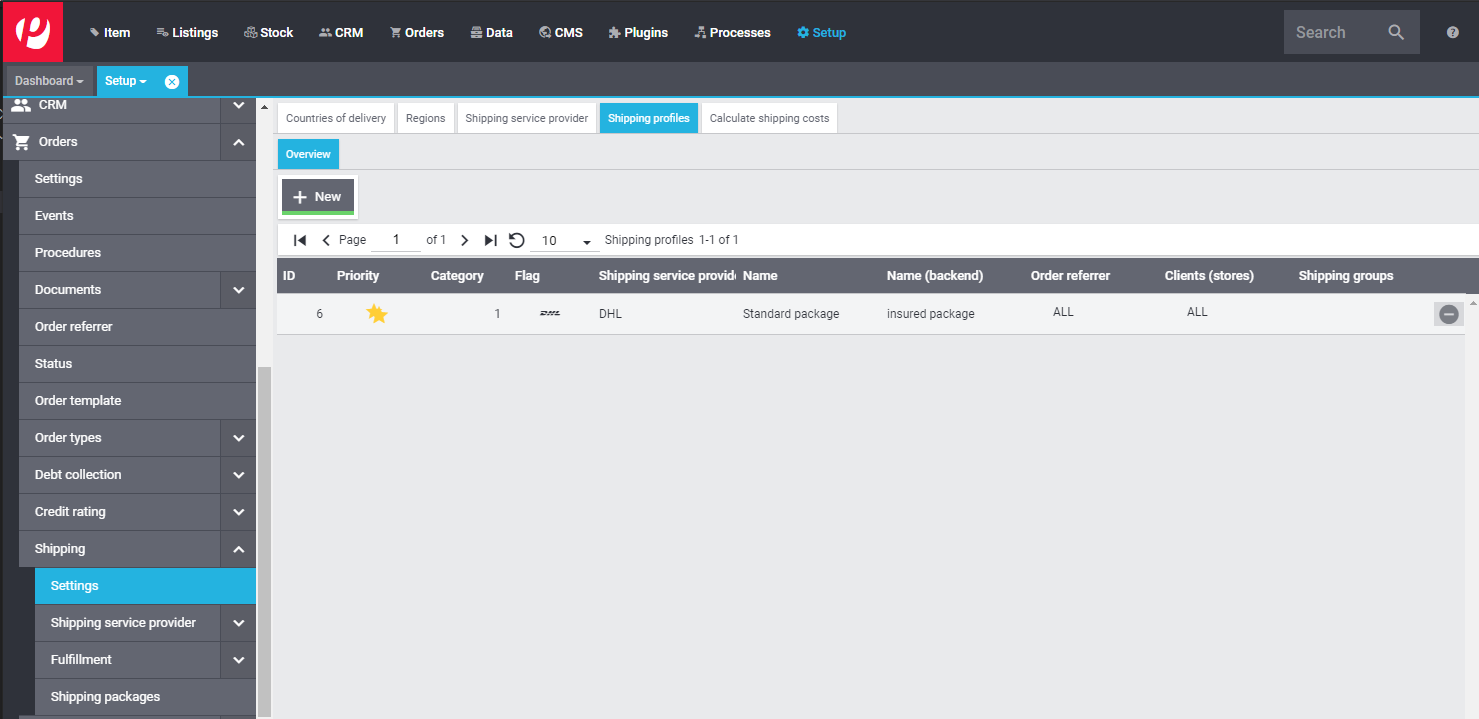 Item Listings Stock CRM Orders Data CMS Plugins Processes Setup Search
Dashboard Setup
CRM
Orders
Settings
Events
Procedures
Documents
Order referrer
Status
Order template
Order types
Debt collection
Credit rating
Shipping
Settings
Shipping service provider
Fulfillment
Shipping packages
Countries of delivery Regions Shipping service provider Shipping profiles Calculate shipping costs
Overview
New
Page 1 of 1 10 Shipping profiles 1-1 of 1
ID Priority Category Flag Shipping service provide Name Name (backend) Order referrer Clients (stores) Shipping groups
6 1 DHL DHL Standard package insured package ALL ALL